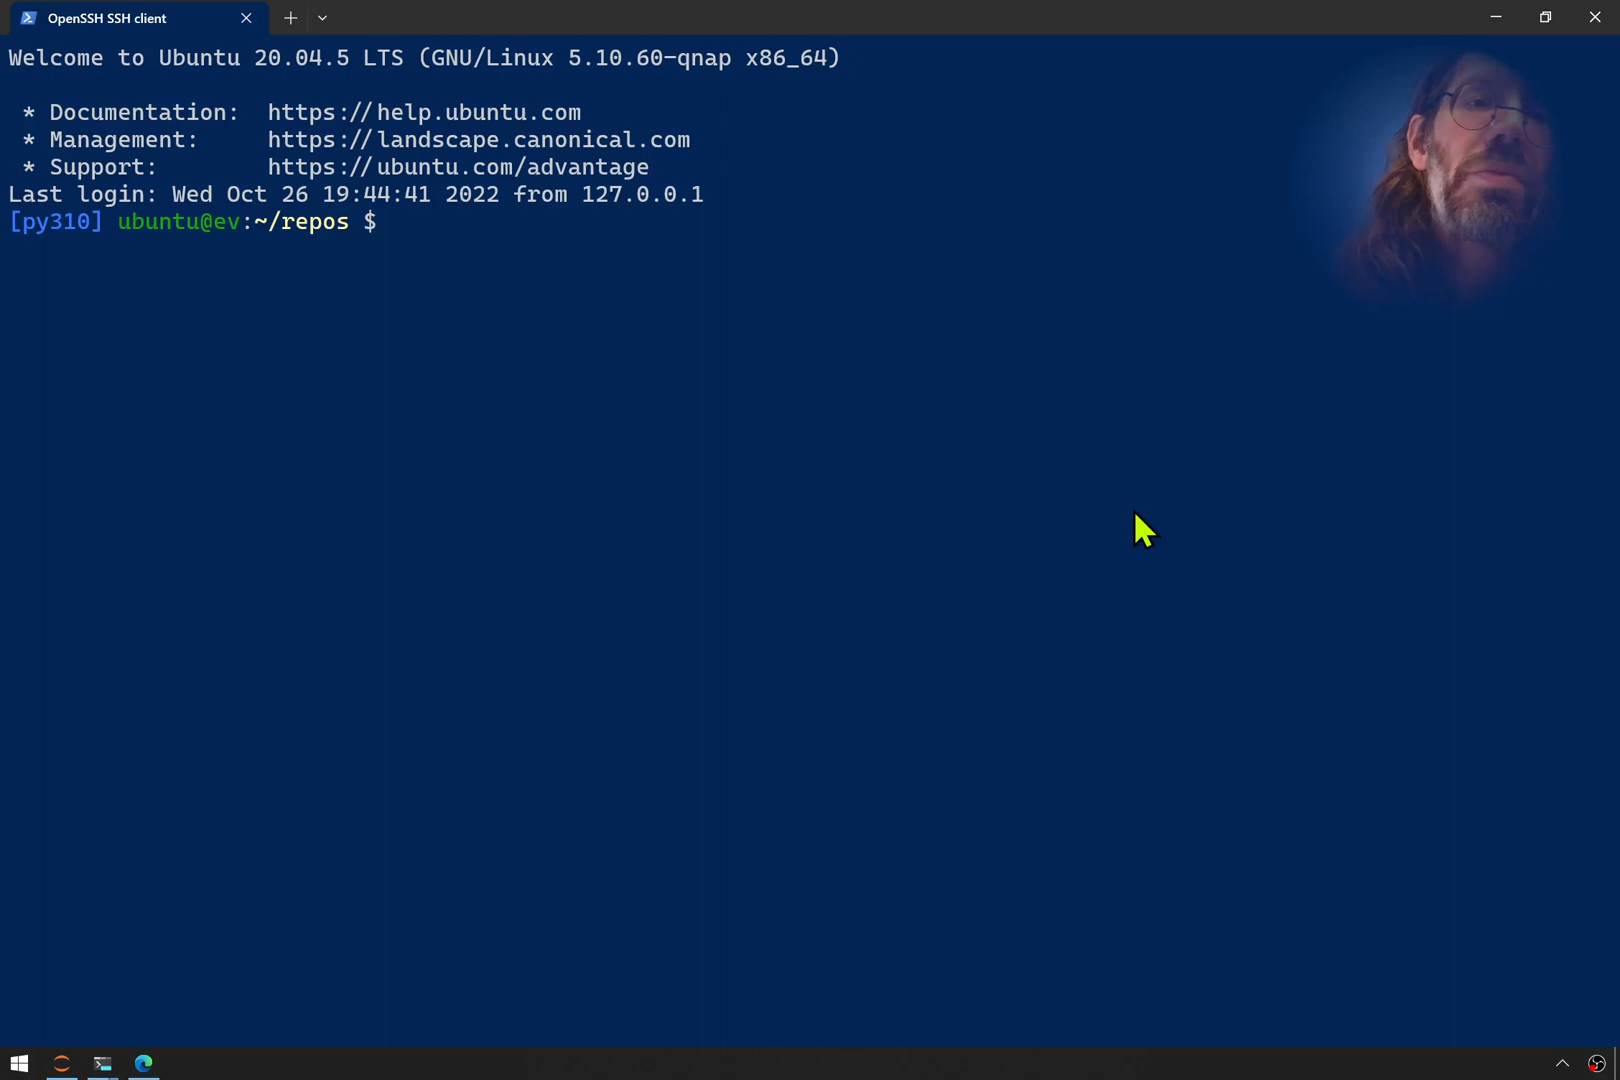 OpenSSH SSH client
Welcome to Ubuntu 20.04.5 LTS (GNU/Linux 5.10.60-qnap x86_64)
* Documentation: https://help.ubuntu.com
* Management: https://landscape.canonical.com
* Support: https://ubuntu.com/advantage
Last login: Wed Oct 26 19:44:41 2022 from 127.0.0.1
[py310] ubuntu@ev:~/repos $